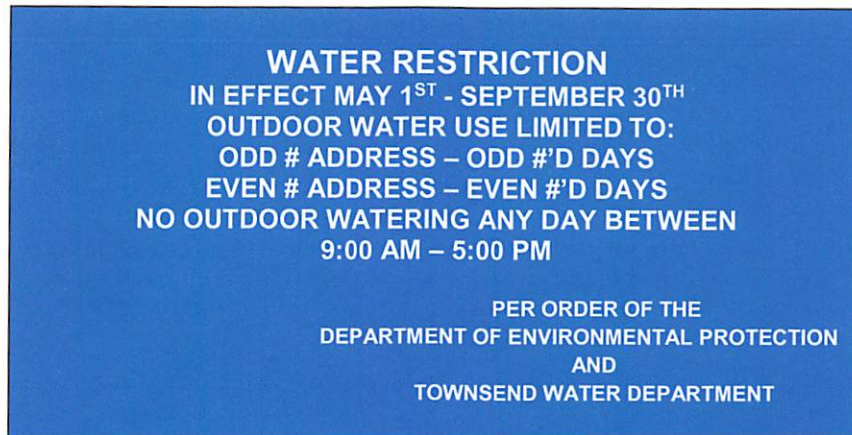 WATER RESTRICTION
IN EFFECT MAY 1ST - SEPTEMBER 30TH
OUTDOOR WATER USE LIMITED TO:
ODD # ADDRESS – ODD #'D DAYS
EVEN # ADDRESS – EVEN #'D DAYS
NO OUTDOOR WATERING ANY DAY BETWEEN
9:00 AM – 5:00 PM
PER ORDER OF THE
DEPARTMENT OF ENVIRONMENTAL PROTECTION
AND
TOWNSEND WATER DEPARTMENT